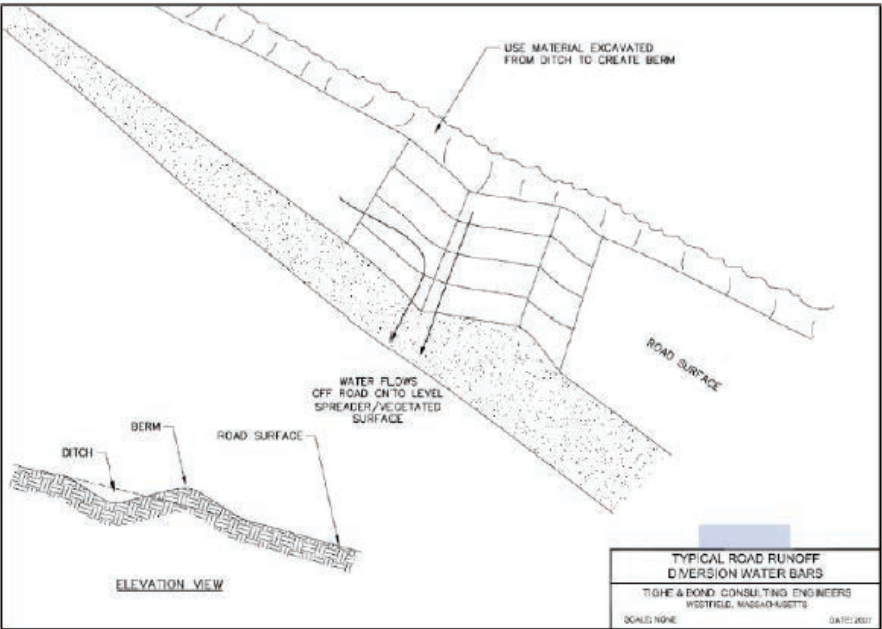 USE MATERIAL EXCAVATED
FROM DITCH TO CREATE BERM
ROAD SURFACE
WATER FLOWS
OFF ROAD ONTO LEVEL
SPREADER/VEGETATED
SURFACE
BERM
DITCH
ROAD SURFACE
ELEVATION VIEW
TYPICAL ROAD RUNOFF
DIVERSION WATER BARS
TIGHE & BOND CONSULTING ENGINEERS
WESTFIELD, MASSACHUSETTS
SCALE: NONE
DATE: 2007